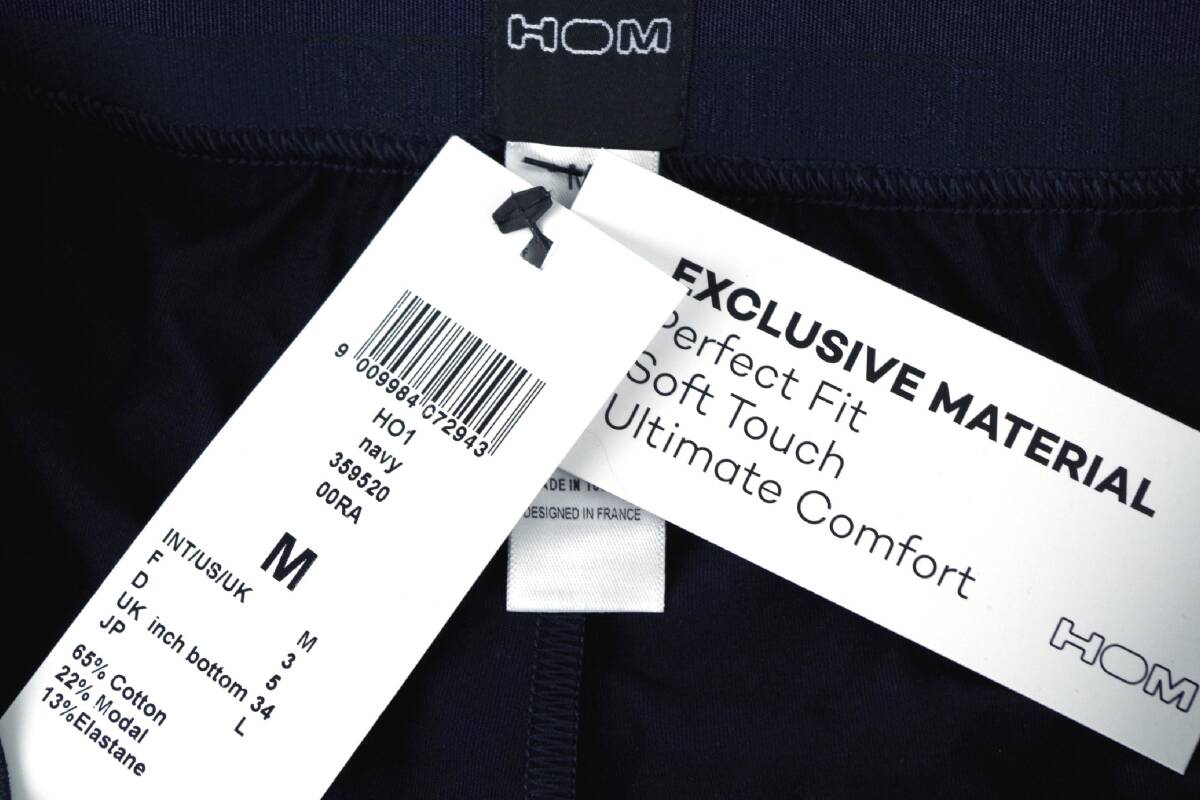 HOM
M
9 009984 072943
HO1
navy
359520
00RA
M
INT/US/UK M
F 3
D 5
UK inch bottom 34
JP L
65% Cotton
22% Modal
13%Elastane
EXCLUSIVE MATERIAL
Perfect Fit
Soft Touch
Ultimate Comfort
HOM
IN
DESIGNED IN FRANCE